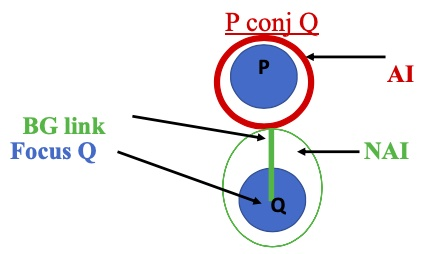 P conj Q
P
AI
BG link
NAI
Focus Q
Q